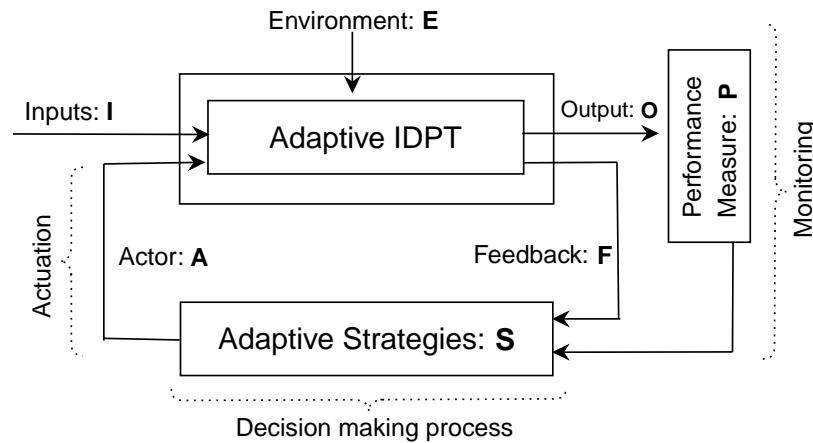 Environment: E
Inputs: I
Adaptive IDPT
Output: O
Performance
Measure: P
Monitoring
Actuation
Actor: A
Feedback: F
Adaptive Strategies: S
Decision making process